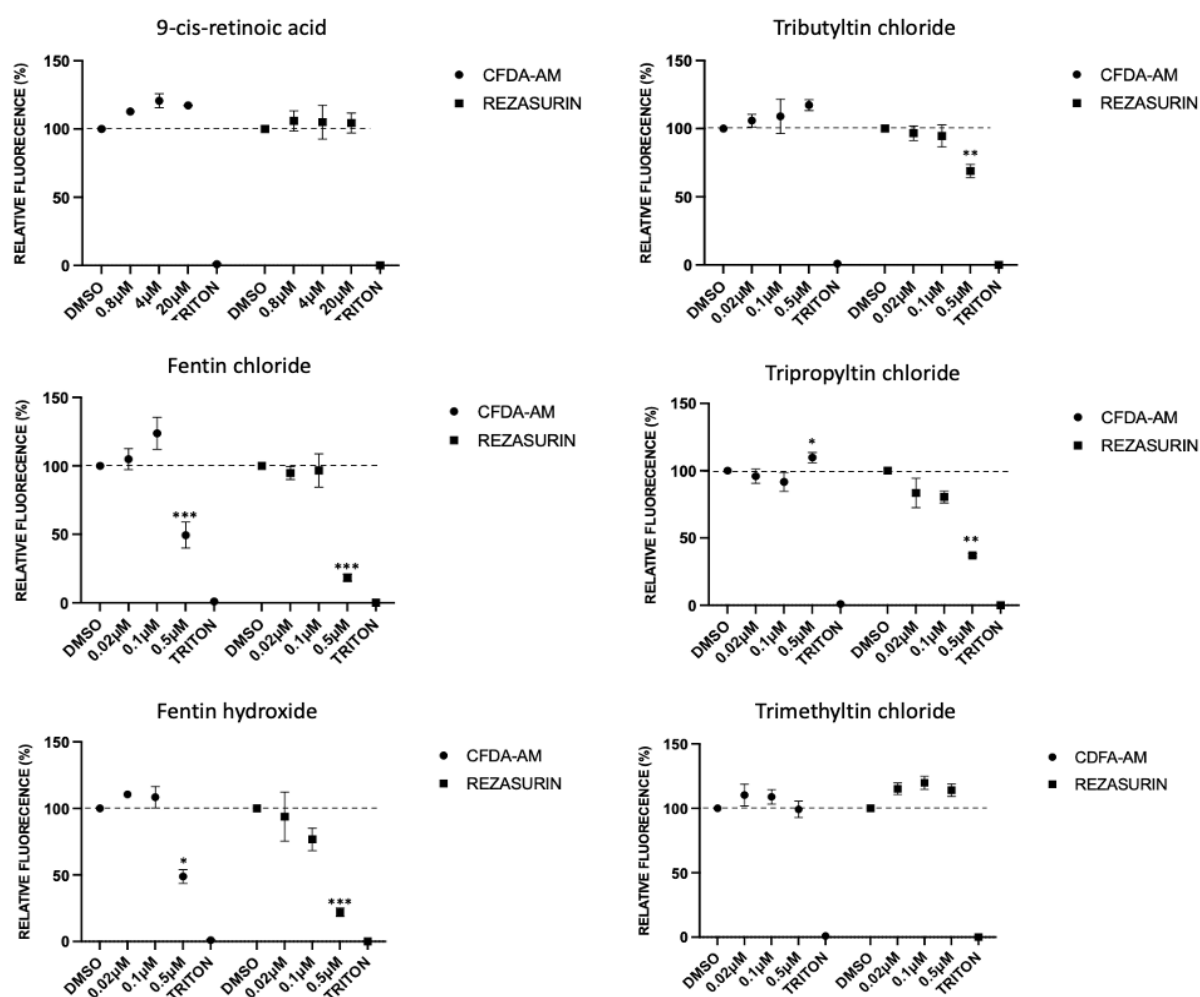 9-cis-retinoic acid
RELATIVE FLUORECENCE (%)
150
100
50
0
DMSO
0.8µM
4µM
20µM
TRITON
DMSO
0.8µM
4µM
20µM
TRITON
CFDA-AM
REZASURIN
Tributyltin chloride
RELATIVE FLUORECENCE (%)
150
100
50
0
**
DMSO
0.02µM
0.1µM
0.5µM
TRITON
DMSO
0.02µM
0.1µM
0.5µM
TRITON
CFDA-AM
REZASURIN
Fentin chloride
RELATIVE FLUORECENCE (%)
150
100
50
0
***
***
DMSO
0.02µM
0.1µM
0.5µM
TRITON
DMSO
0.02µM
0.1µM
0.5µM
TRITON
CFDA-AM
REZASURIN
Tripropyltin chloride
RELATIVE FLUORECENCE (%)
150
100
50
0
*
**
DMSO
0.02µM
0.1µM
0.5µM
TRITON
DMSO
0.02µM
0.1µM
0.5µM
TRITON
CFDA-AM
REZASURIN
Fentin hydroxide
RELATIVE FLUORECENCE (%)
150
100
50
0
*
***
DMSO
0.02µM
0.1µM
0.5µM
TRITON
DMSO
0.02µM
0.1µM
0.5µM
TRITON
CFDA-AM
REZASURIN
Trimethyltin chloride
RELATIVE FLUORECENCE (%)
150
100
50
0
DMSO
0.02µM
0.1µM
0.5µM
TRITON
DMSO
0.02µM
0.1µM
0.5µM
TRITON
CDFA-AM
REZASURIN